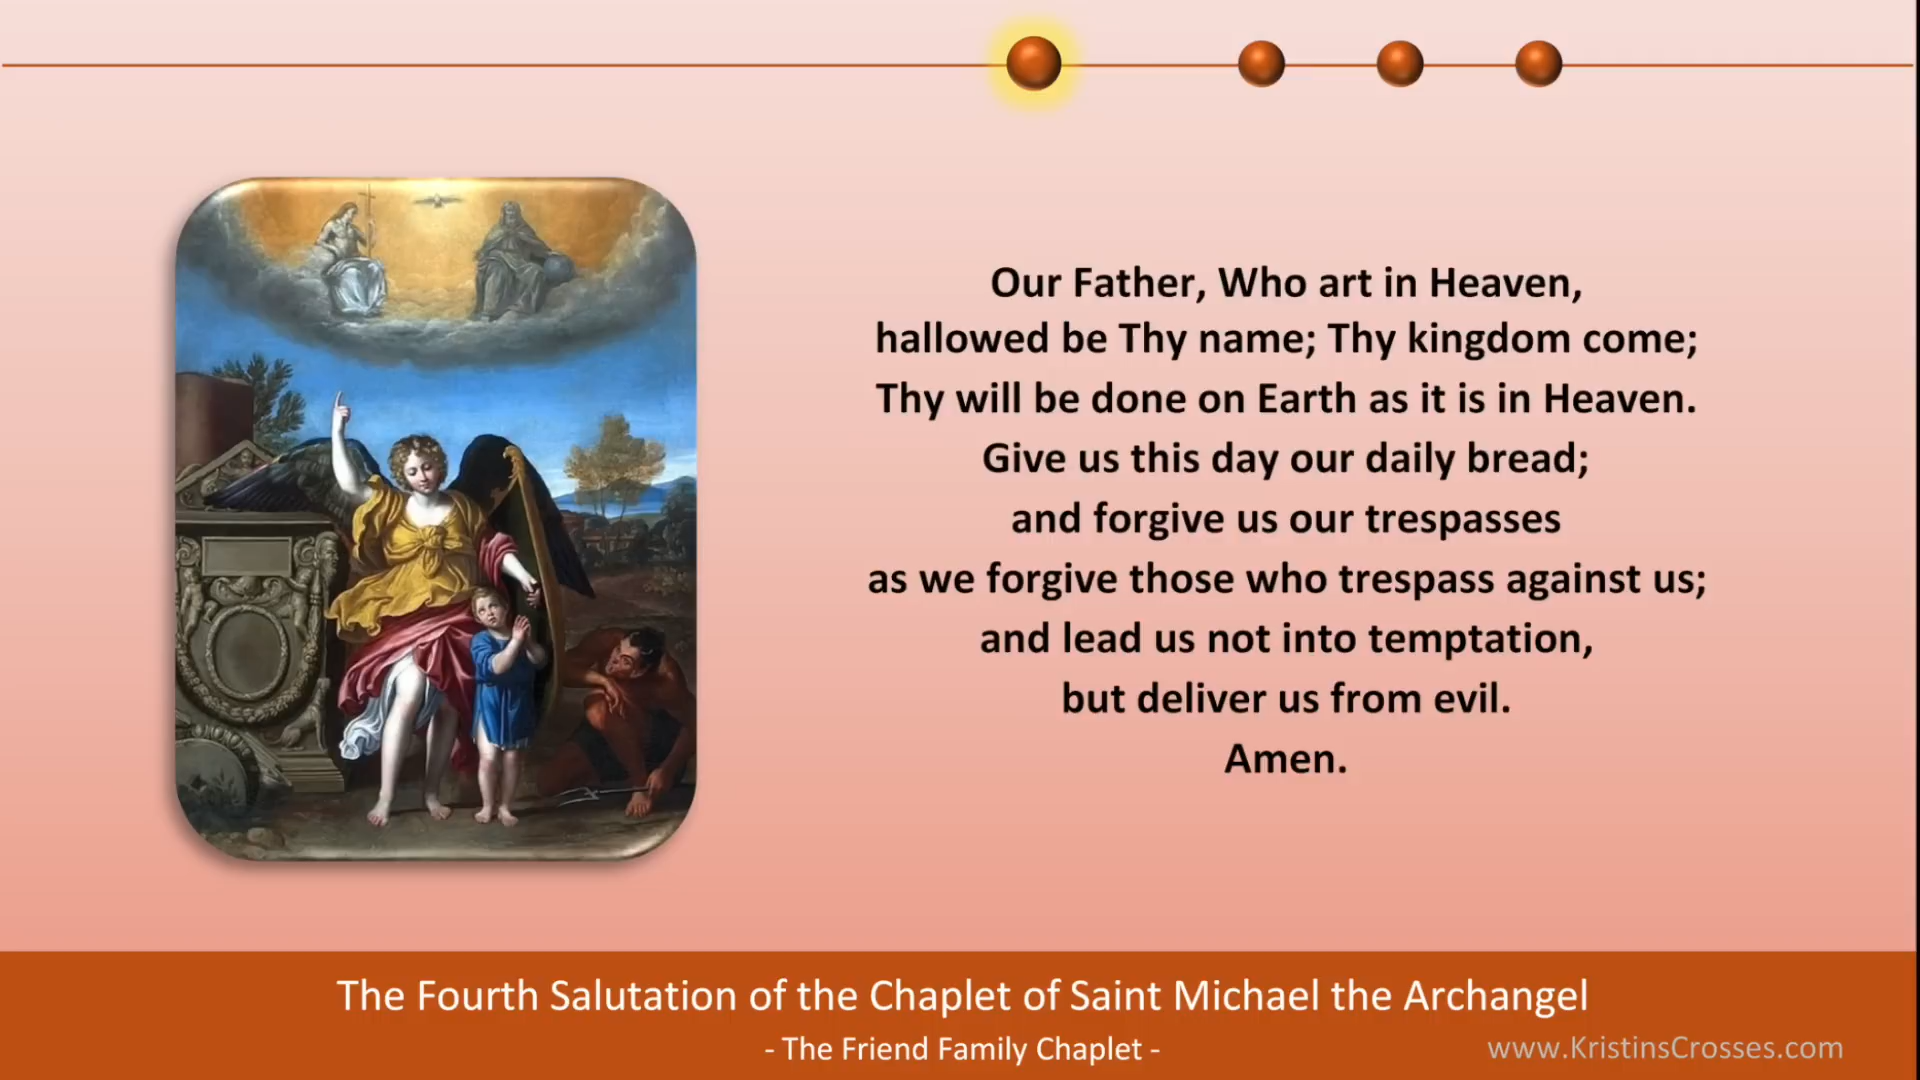 Our Father, Who art in Heaven,
hallowed be Thy name; Thy kingdom come;
Thy will be done on Earth as it is in Heaven.
Give us this day our daily bread;
and forgive us our trespasses
as we forgive those who trespass against us;
and lead us not into temptation,
but deliver us from evil.
Amen.
The Fourth Salutation of the Chaplet of Saint Michael the Archangel
- The Friend Family Chaplet -
www.KristinsCrosses.com